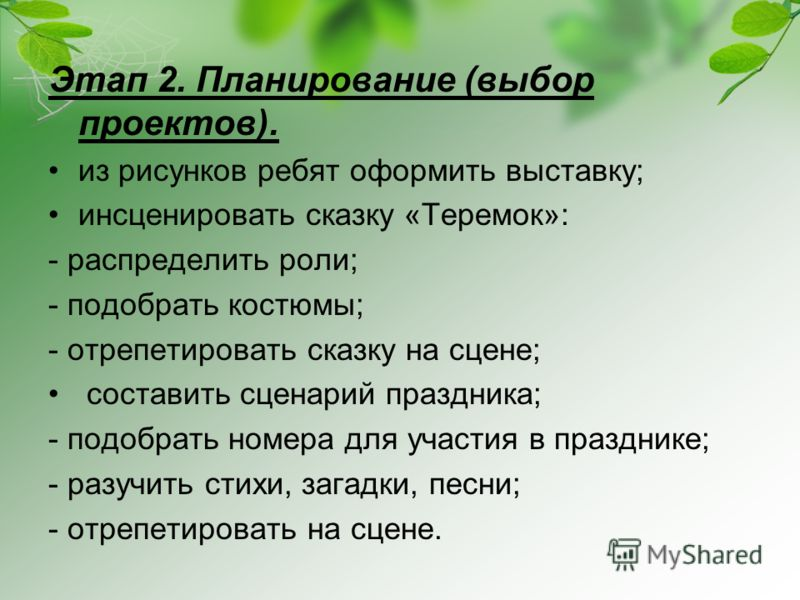 Этап 2. Планирование (выбор
проектов).
• из рисунков ребят оформить выставку;
• инсценировать сказку «Теремок»:
- распределить роли;
- подобрать костюмы;
- отрепетировать сказку на сцене;
• составить сценарий праздника;
- подобрать номера для участия в празднике;
- разучить стихи, загадки, песни;
- отрепетировать на сцене.
MyShared